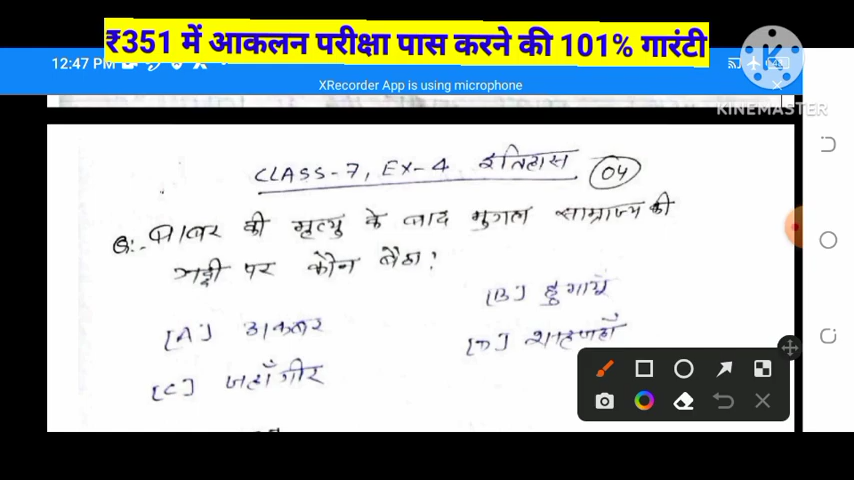 ₹351 में आकलन परीक्षा पास करने की 101% गारंटी
12:47 PM
XRecorder App is using microphone
KINEMASTER
CLASS-7, EX-4 इतिहास 04
Q:- बाबर की मृत्यु के बाद मुगल साम्राज्य की
गद्दी पर कौन बैठा?
[A] अकबर
[B] हुमायूँ
[C] जहाँगीर
[D] शाहजहाँ